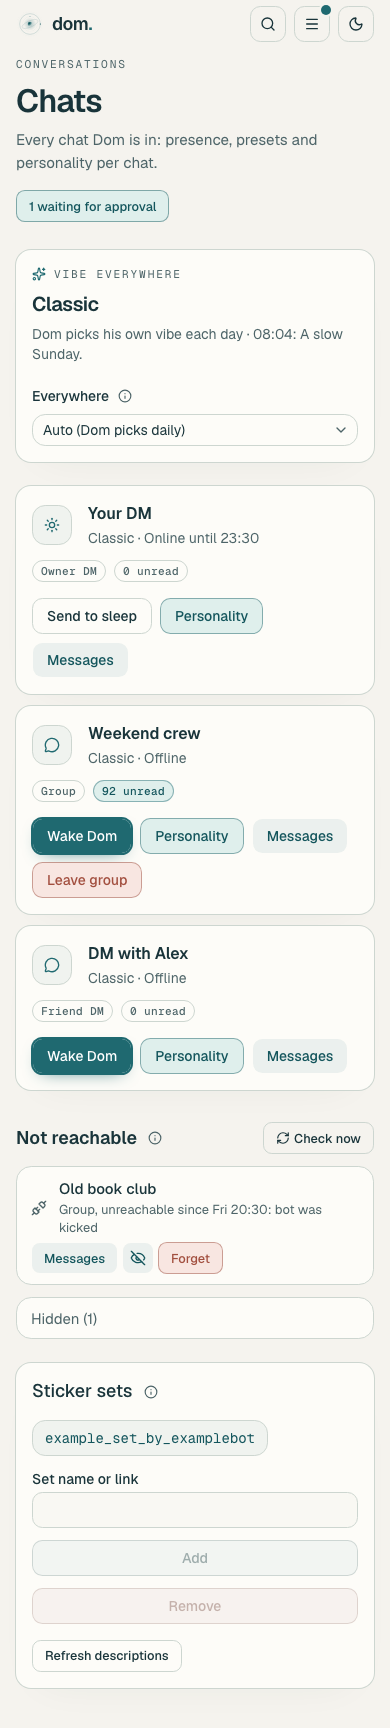 dom.
CONVERSATIONS
Chats
Every chat Dom is in: presence, presets and
personality per chat.
1 waiting for approval
VIBE EVERYWHERE
Classic
Dom picks his own vibe each day · 08:04: A slow
Sunday.
Everywhere
Auto (Dom picks daily)
Your DM
Classic · Online until 23:30
Owner DM
0 unread
Send to sleep
Personality
Messages
Weekend crew
Classic · Offline
Group
92 unread
Wake Dom
Personality
Messages
Leave group
DM with Alex
Classic · Offline
Friend DM
0 unread
Wake Dom
Personality
Messages
Not reachable
Check now
Old book club
Group, unreachable since Fri 20:30: bot was
kicked
Messages
Forget
Hidden (1)
Sticker sets
example_set_by_examplebot
Set name or link
Add
Remove
Refresh descriptions